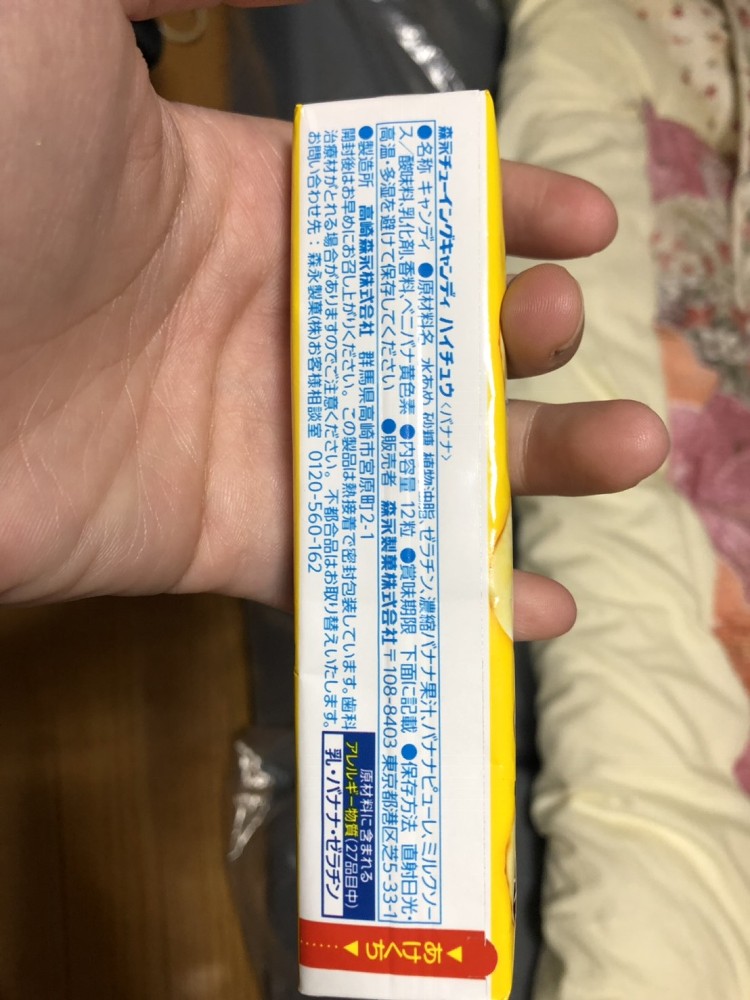 森永チューイングキャンディ ハイチュウ〈バナナ〉
●名称 キャンディ ●原材料名 水あめ、砂糖、植物油脂、ゼラチン、濃縮バナナ果汁、バナナピューレ、ミルクソー
ス/酸味料、乳化剤、香料、ベニバナ黄色素 ●内容量 12粒 ●賞味期限 下面に記載 ●保存方法 直射日光・
高温・多湿を避けて保存してください ●販売者 森永製菓株式会社 〒108-8403 東京都港区芝5-33-1
●製造所 高崎森永株式会社 群馬県高崎市宮原町2-1
開封後はお早めにお召し上がりください。この製品は熱接着で密封包装しています。歯科
治療材がとれる場合がありますのでご注意ください。不都合品はお取り替えいたします。
お問い合わせ先:森永製菓(株)お客様相談室 0120-560-162
原材料に含まれる
アレルギー物質(27品目中)
乳・バナナ・ゼラチン
あけくち